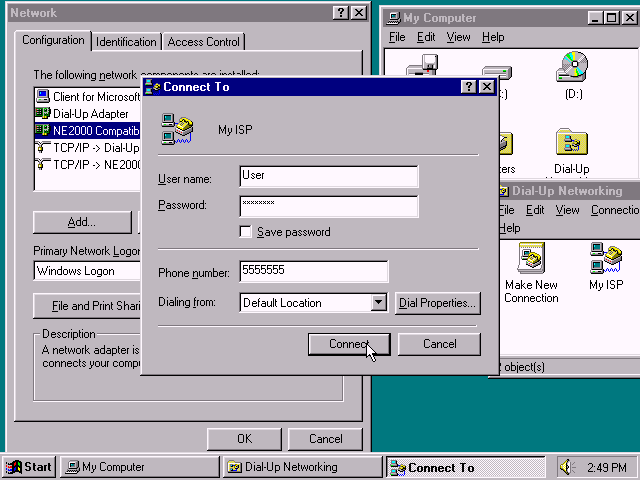 Network
Configuration
Identification
Access Control
The following network components are installed:
Client for Microsoft
Dial-Up Adapter
NE2000 Compatib
TCP/IP -> Dial-Up
TCP/IP -> NE200
Add...
Primary Network Logon
Windows Logon
File and Print Shari
Description
A network adapter is
connects your compu
OK
Cancel
My Computer
File Edit View Help
:)
(D:)
ters
Dial-Up
Dial-Up Networking
File Edit View Connectio
Help
Make New
Connection
My ISP
object(s)
Connect To
My ISP
User name:
User
Password:
********
Save password
Phone number:
5555555
Dialing from:
Default Location
Dial Properties...
Connect
Cancel
Start
My Computer
Dial-Up Networking
Connect To
2:49 PM